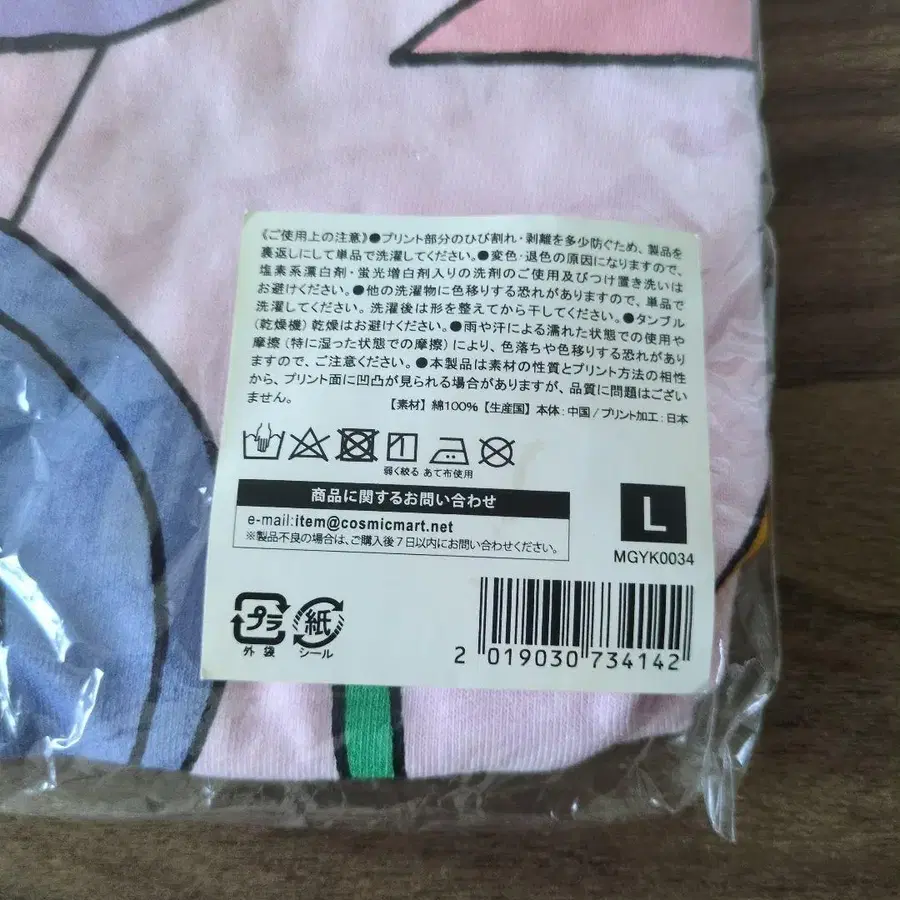 《ご使用上の注意》●プリント部分のひび割れ・剥離を多少防ぐため、製品を
裏返しにして単品で洗濯してください。●変色・退色の原因になりますので、
塩素系漂白剤・蛍光増白剤入りの洗剤のご使用及びつけ置き洗いは
お避けください。●他の洗濯物に色移りする恐れがありますので、単品で
洗濯してください。洗濯後は形を整えてから干してください。●タンブル
(乾燥機)乾燥はお避けください。●雨や汗による濡れた状態での使用や
摩擦(特に湿った状態での摩擦)により、色落ちや色移りする恐れがあり
ますので、ご注意ください。●本製品は素材の性質とプリント方法の相性
から、プリント面に凹凸が見られる場合がありますが、品質に問題はござい
ません。
【素材】綿100%【生産国】本体:中国/プリント加工:日本
弱く絞る あて布使用
商品に関するお問い合わせ
e-mail:item@cosmicmart.net
※製品不良の場合は、ご購入後7日以内にお問い合わせください。
L
MGYK0034
プラ
外袋
紙
シール
2 019030 734142